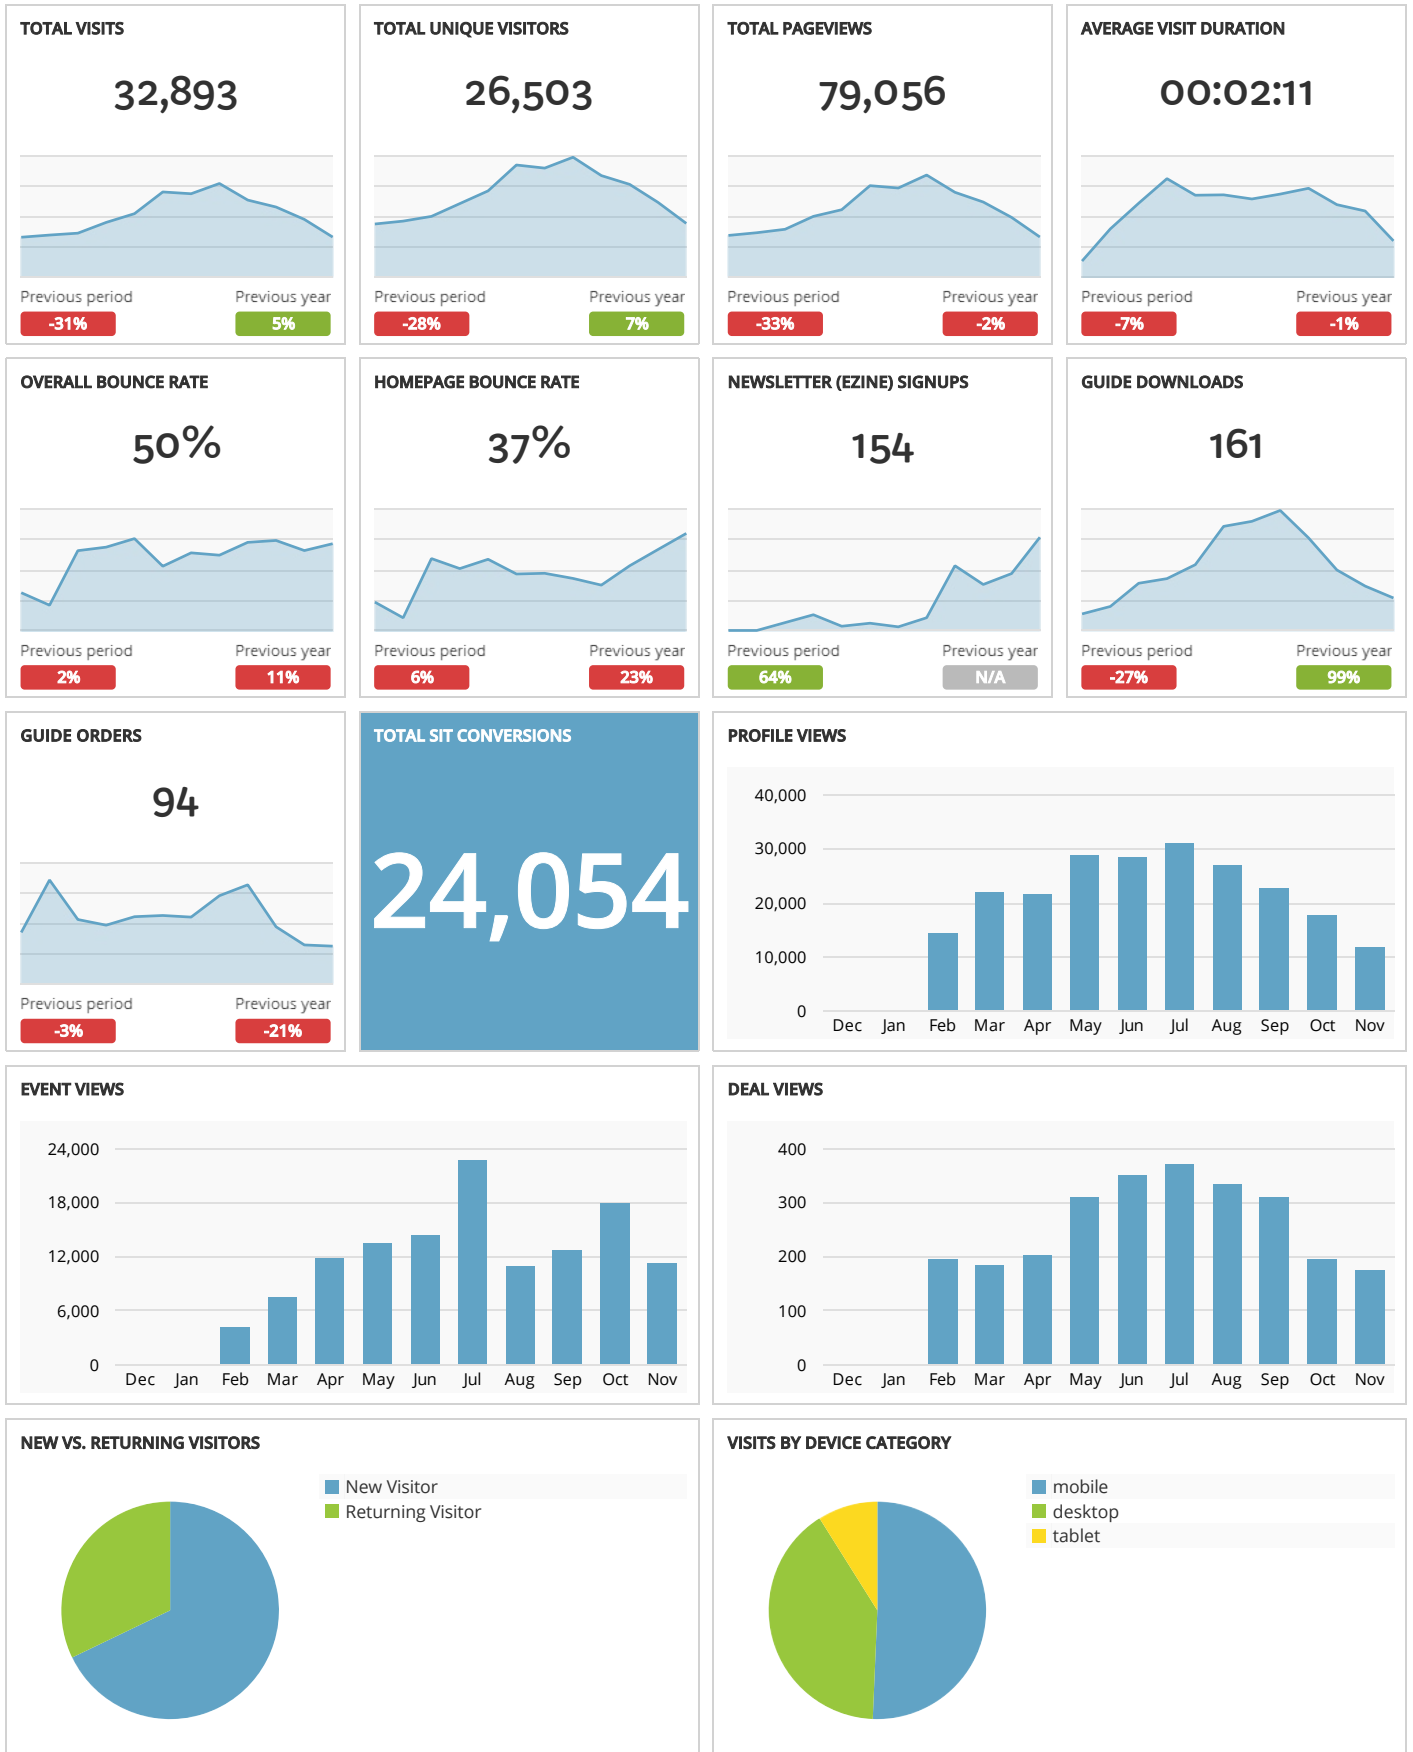 TOTAL VISITS
32,893
Previous period
Previous year
-31%
5%
TOTAL UNIQUE VISITORS
26,503
Previous period
Previous year
-28%
7%
TOTAL PAGEVIEWS
79,056
Previous period
Previous year
-33%
-2%
AVERAGE VISIT DURATION
00:02:11
Previous period
Previous year
-7%
-1%
OVERALL BOUNCE RATE
50%
Previous period
Previous year
2%
11%
HOMEPAGE BOUNCE RATE
37%
Previous period
Previous year
6%
23%
NEWSLETTER (EZINE) SIGNUPS
154
Previous period
Previous year
64%
N/A
GUIDE DOWNLOADS
161
Previous period
Previous year
-27%
99%
GUIDE ORDERS
94
Previous period
Previous year
-3%
-21%
TOTAL SIT CONVERSIONS
24,054
PROFILE VIEWS
40,000
30,000
20,000
10,000
0
Dec Jan Feb Mar Apr May Jun Jul Aug Sep Oct Nov
EVENT VIEWS
24,000
18,000
12,000
6,000
0
Dec Jan Feb Mar Apr May Jun Jul Aug Sep Oct Nov
DEAL VIEWS
400
300
200
100
0
Dec Jan Feb Mar Apr May Jun Jul Aug Sep Oct Nov
NEW VS. RETURNING VISITORS
New Visitor
Returning Visitor
VISITS BY DEVICE CATEGORY
mobile
desktop
tablet